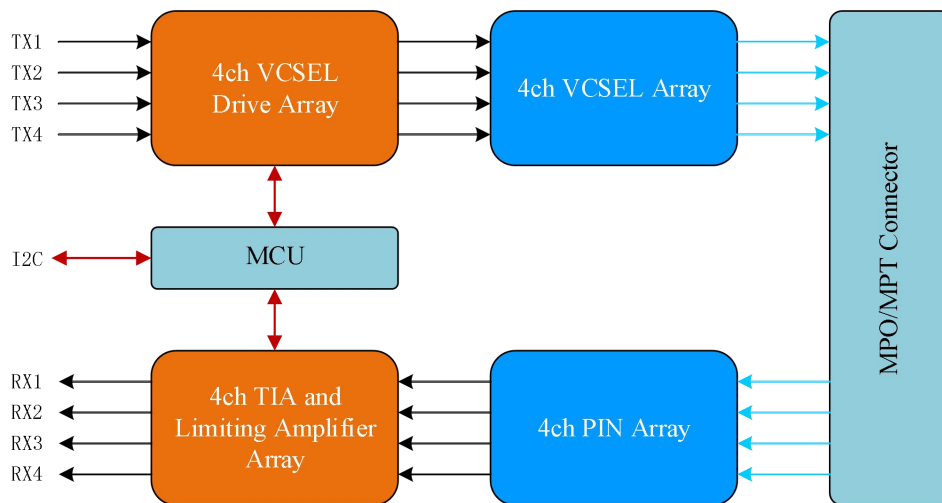 TX1
TX2
TX3
TX4
4ch VCSEL
Drive Array
4ch VCSEL Array
I2C
MCU
MPO/MPT Connector
RX1
RX2
RX3
RX4
4ch TIA and
Limiting Amplifier
Array
4ch PIN Array